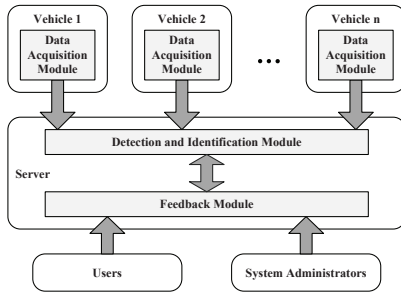 Vehicle 1
Data
Acquisition
Module
Vehicle 2
Data
Acquisition
Module
...
Vehicle n
Data
Acquisition
Module
Detection and Identification Module
Server
Feedback Module
Users
System Administrators